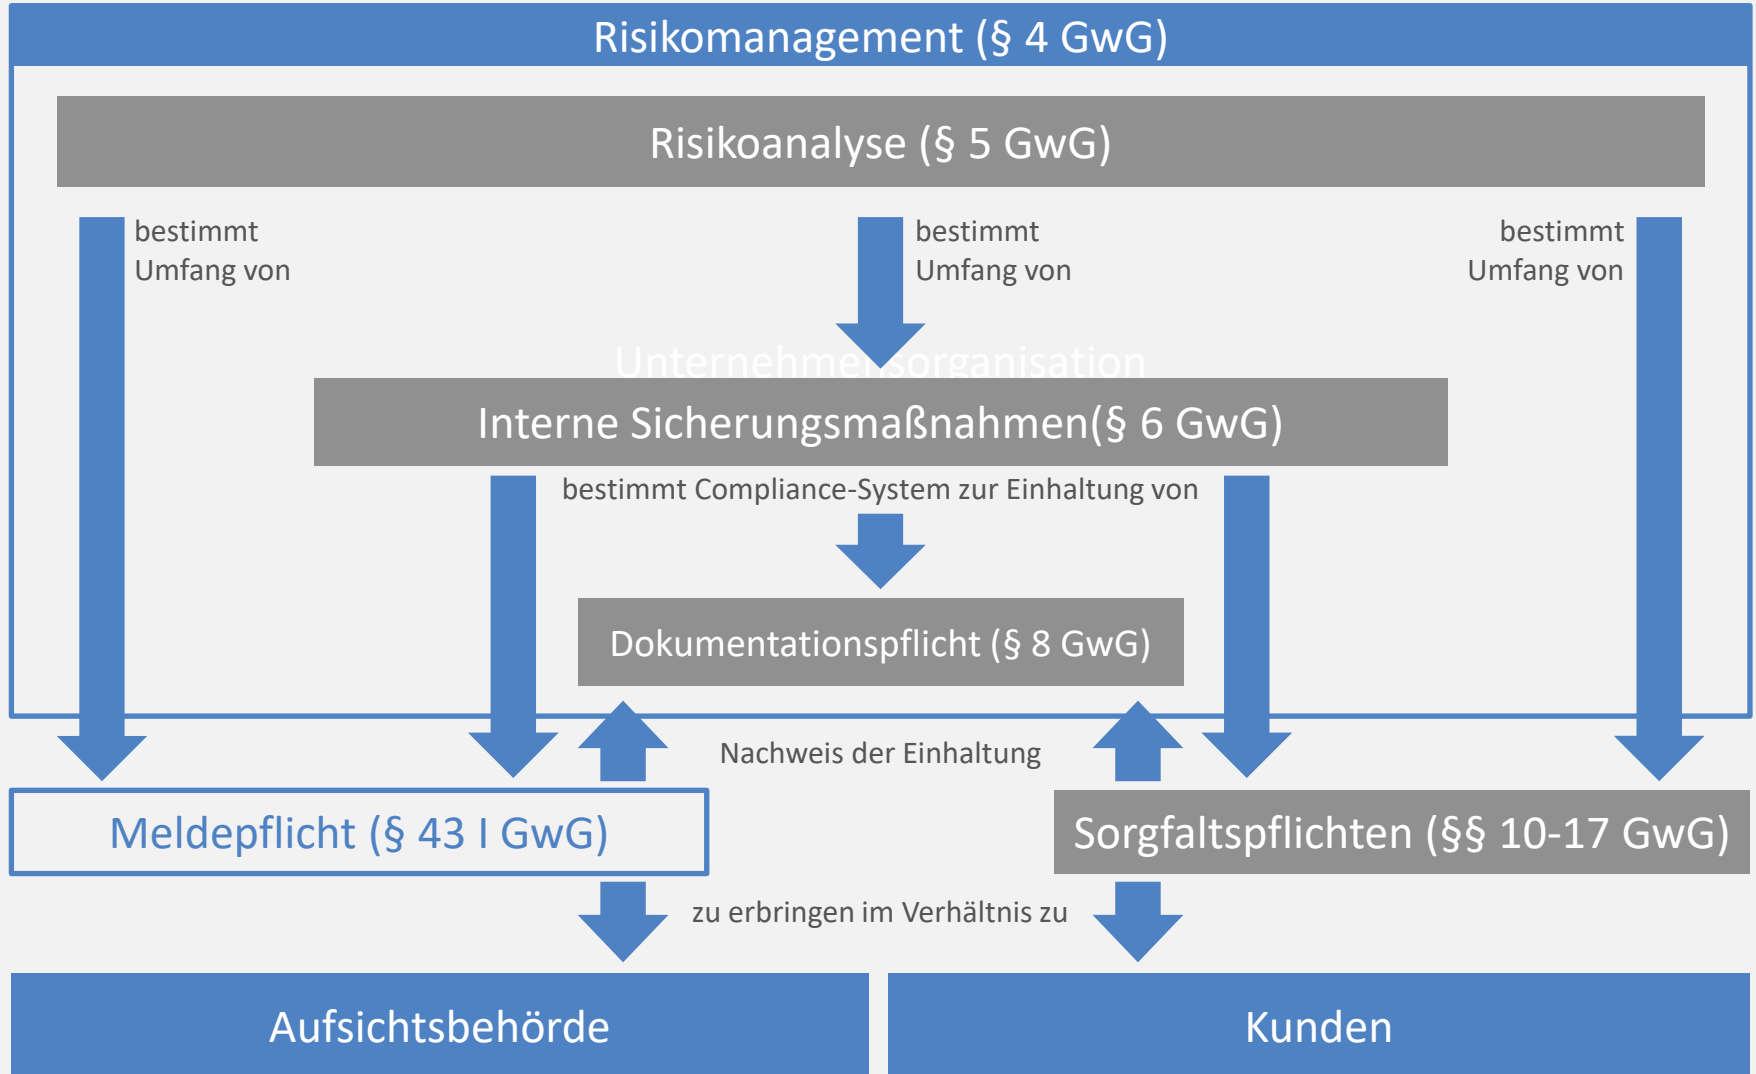 Risikomanagement (§ 4 GwG)
Risikoanalyse (§ 5 GwG)
bestimmt
Umfang von
bestimmt
Umfang von
bestimmt
Umfang von
Unternehmensorganisation
Interne Sicherungsmaßnahmen(§ 6 GwG)
bestimmt Compliance-System zur Einhaltung von
Dokumentationspflicht (§ 8 GwG)
Nachweis der Einhaltung
Meldepflicht (§ 43 I GwG)
Sorgfaltspflichten (§§ 10-17 GwG)
zu erbringen im Verhältnis zu
Aufsichtsbehörde
Kunden